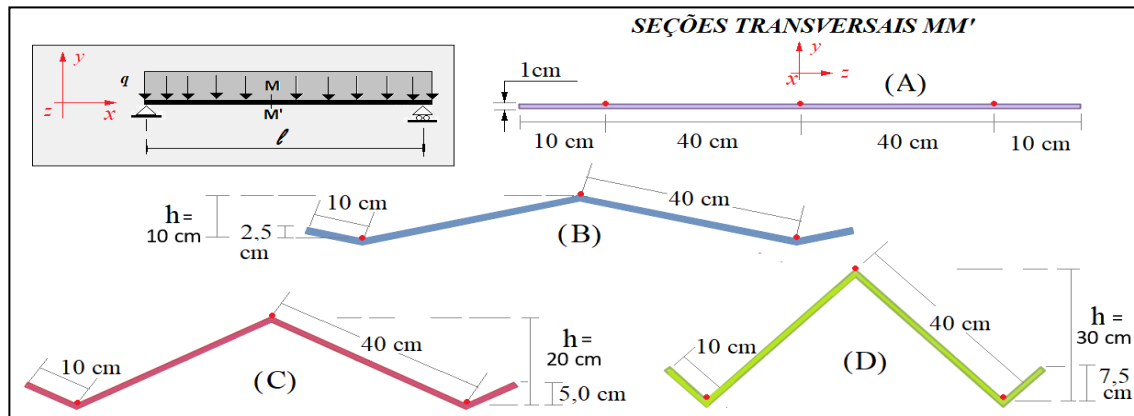 SEÇÕES TRANSVERSAIS MM'
y
q
M
M'
z
x
ℓ
y
x
z
(A)
1cm
10 cm
40 cm
40 cm
10 cm
h =
10 cm
2,5
cm
10 cm
40 cm
(B)
10 cm
40 cm
(C)
h =
20 cm
5,0 cm
10 cm
40 cm
(D)
h =
30 cm
7,5
cm